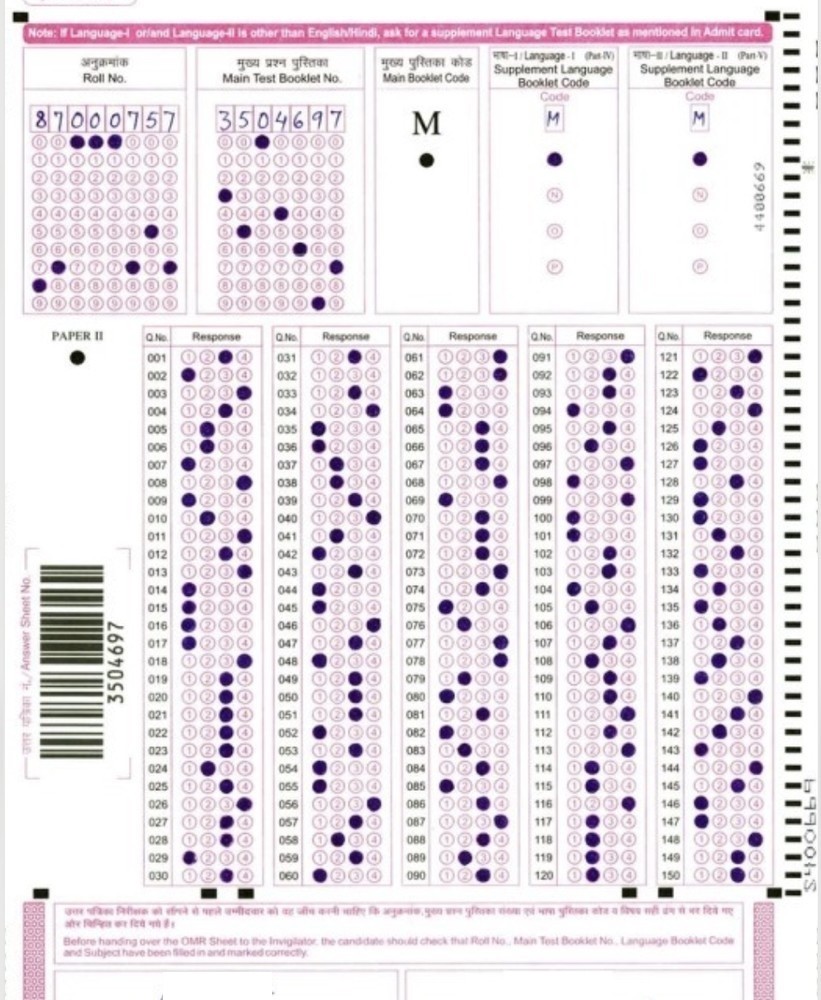 Note: If Language-I or/and Language-II is other than English/Hindi, ask for a supplement Language Test Booklet as mentioned in Admit card.
अनुक्रमांक
Roll No.
87000757
मुख्य प्रश्न पुस्तिका
Main Test Booklet No.
3504697
मुख्य पुस्तिका कोड
Main Booklet Code
M
भाषा-I / Language - I (Part-IV)
Supplement Language
Booklet Code
Code
M
N
O
P
भाषा-II / Language - II (Part-V)
Supplement Language
Booklet Code
Code
M
N
O
P
4400669
PAPER II
उत्तर पत्रिका नं./Answer Sheet No.
3504697
Q.No. Response Q.No. Response Q.No. Response Q.No. Response Q.No. Response
001 031 061 091 121
002 032 062 092 122
003 033 063 093 123
004 034 064 094 124
005 035 065 095 125
006 036 066 096 126
007 037 067 097 127
008 038 068 098 128
009 039 069 099 129
010 040 070 100 130
011 041 071 101 131
012 042 072 102 132
013 043 073 103 133
014 044 074 104 134
015 045 075 105 135
016 046 076 106 136
017 047 077 107 137
018 048 078 108 138
019 049 079 109 139
020 050 080 110 140
021 051 081 111 141
022 052 082 112 142
023 053 083 113 143
024 054 084 114 144
025 055 085 115 145
026 056 086 116 146
027 057 087 117 147
028 058 088 118 148
029 059 089 119 149
030 060 090 120 150
उत्तर पत्रिका निरीक्षक को सौंपने से पहले उम्मीदवार को यह जाँच करनी चाहिए कि अनुक्रमांक, मुख्य प्रश्न पुस्तिका संख्या एवं भाषा पुस्तिका कोड व विषय सही ढंग से भर दिये गए
और चिन्हित कर दिये गये हैं।
Before handing over the OMR Sheet to the Invigilator, the candidate should check that Roll No., Main Test Booklet No., Language Booklet Code
and Subject have been filled in and marked correctly.